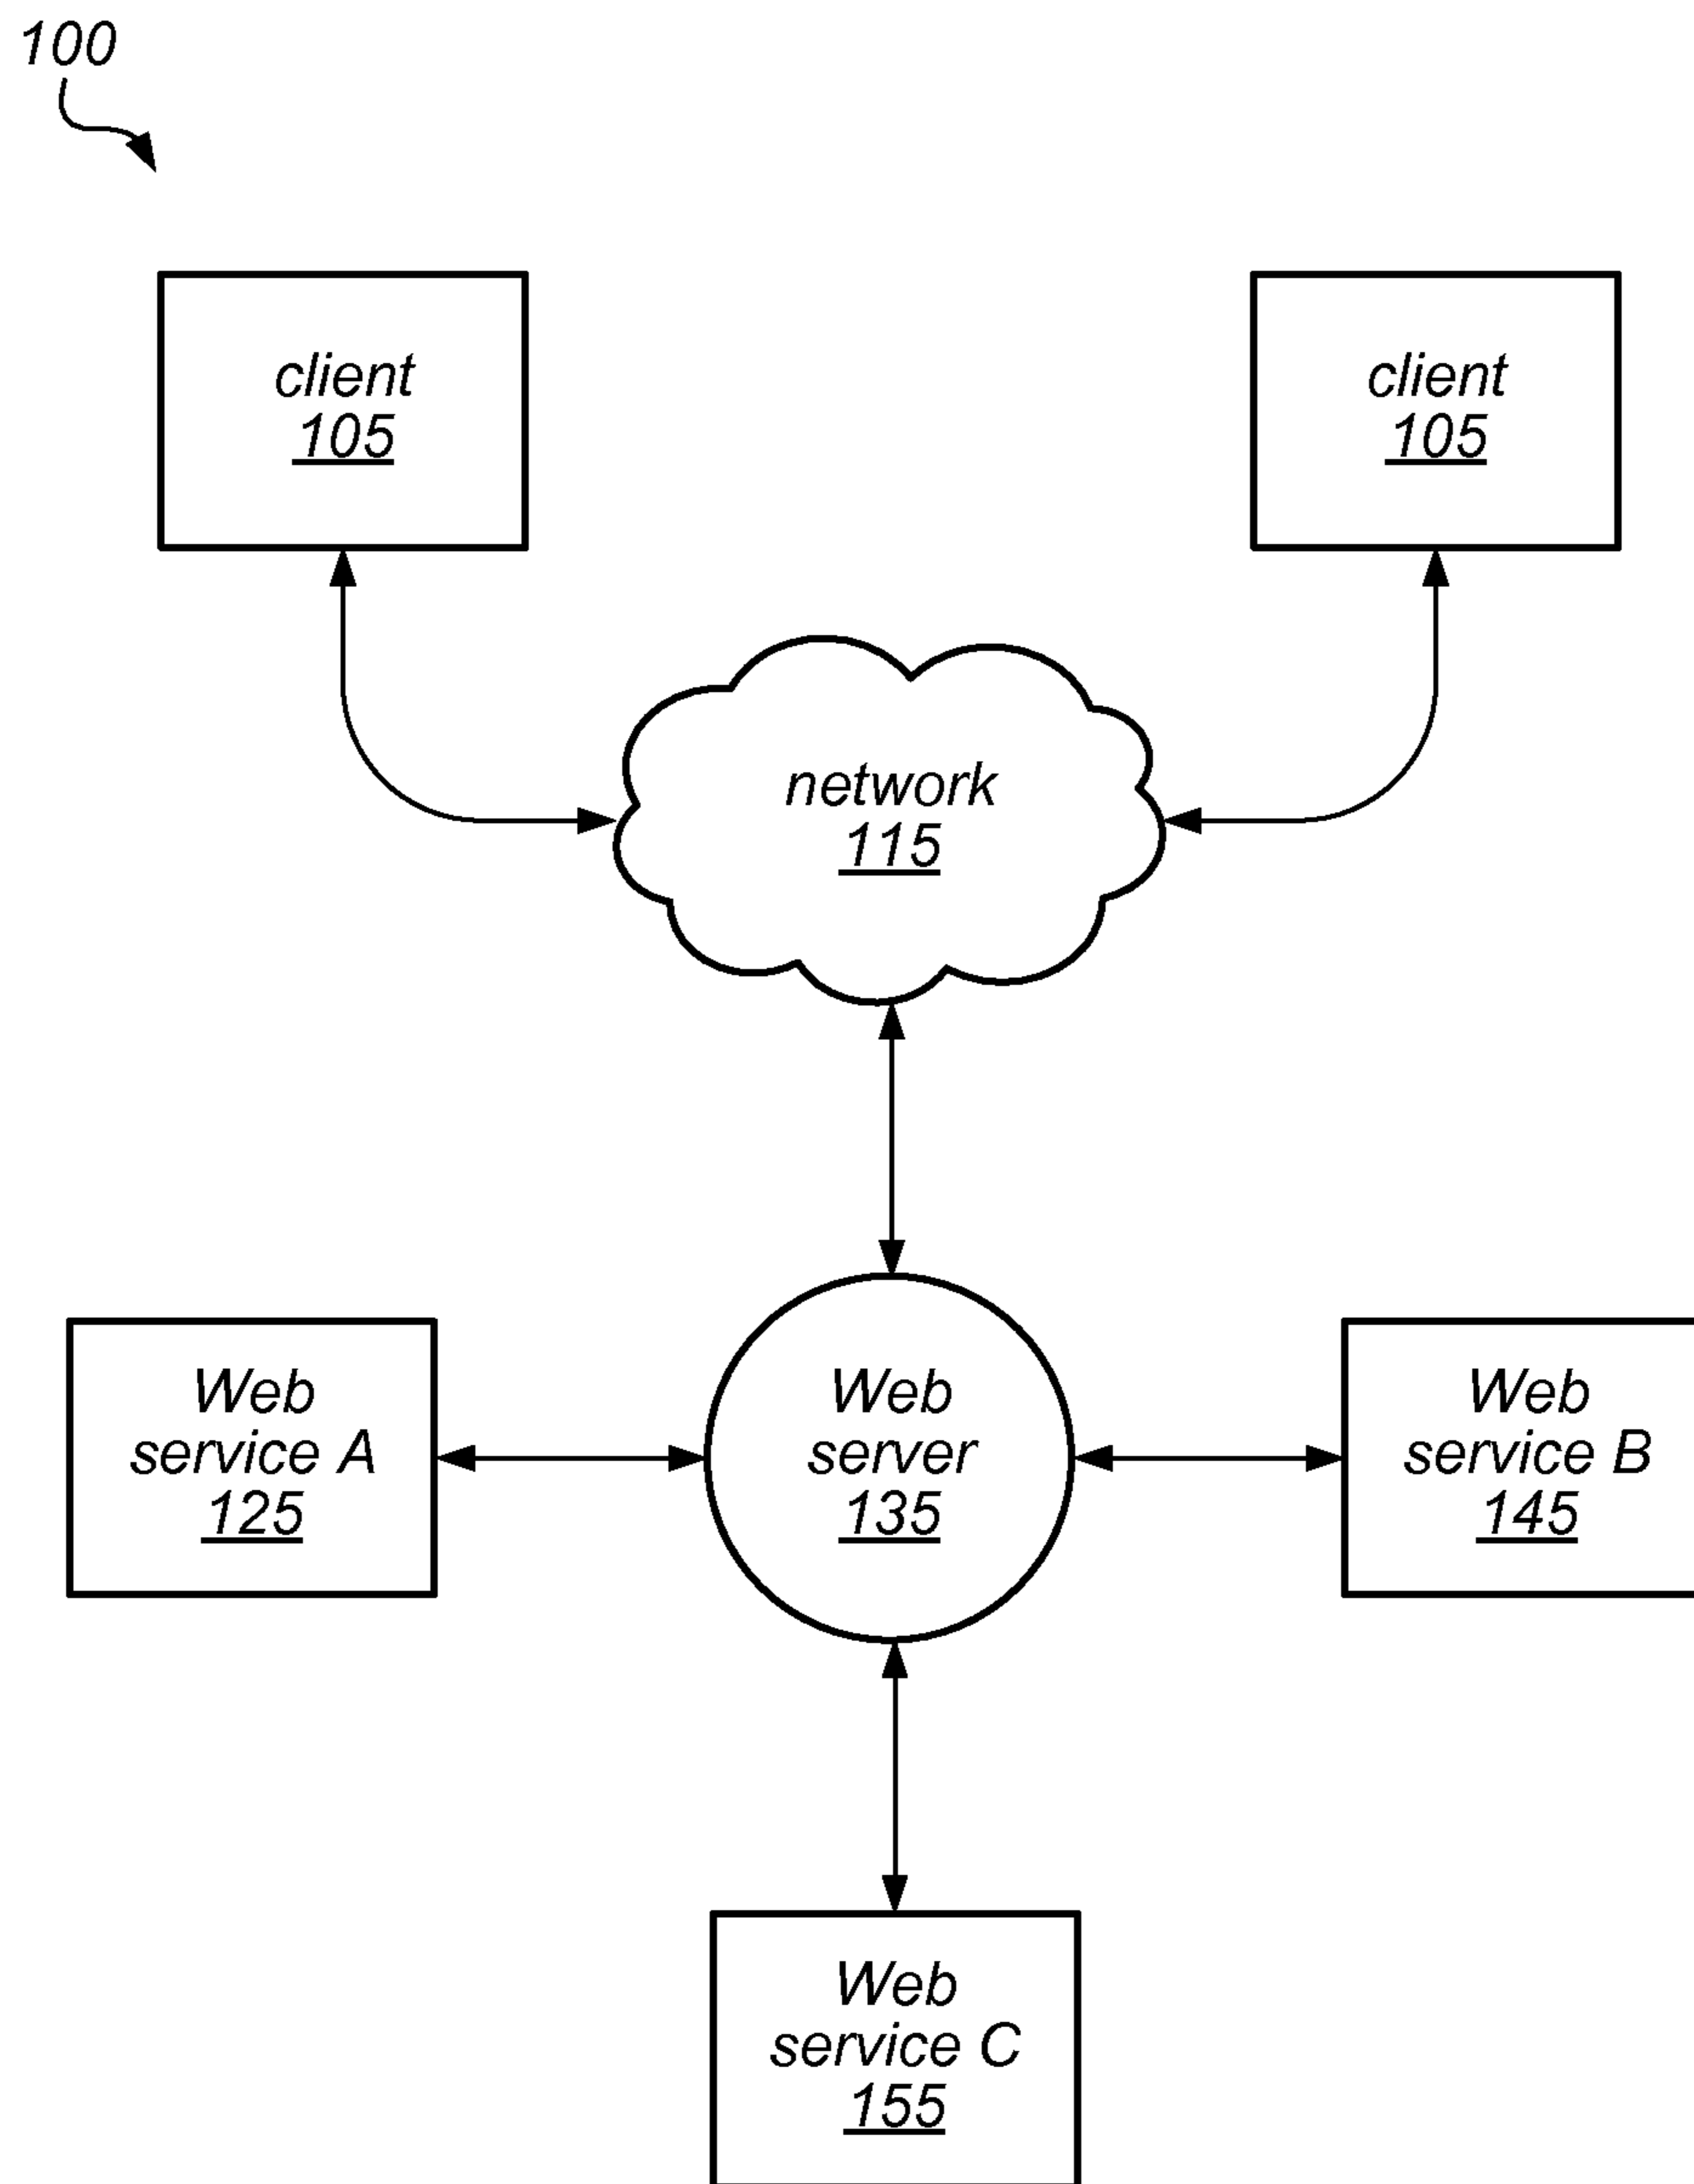 100
client
105
client
105
network
115
Web
service A
125
Web
server
135
Web
service B
145
Web
service C
155